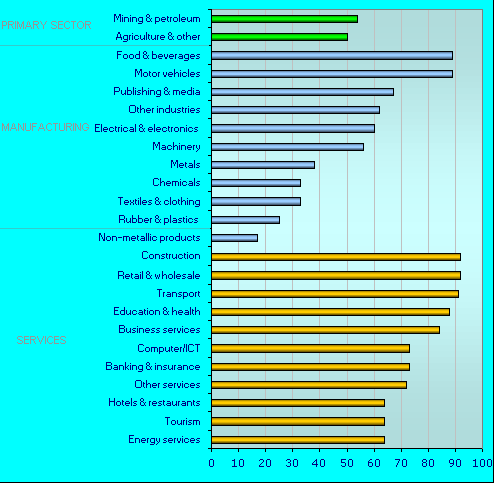 PRIMARY SECTOR
Mining & petroleum
Agriculture & other
MANUFACTURING
Food & beverages
Motor vehicles
Publishing & media
Other industries
Electrical & electronics
Machinery
Metals
Chemicals
Textiles & clothing
Rubber & plastics
Non-metallic products
SERVICES
Construction
Retail & wholesale
Transport
Education & health
Business services
Computer/ICT
Banking & insurance
Other services
Hotels & restaurants
Tourism
Energy services
0 10 20 30 40 50 60 70 80 90 100